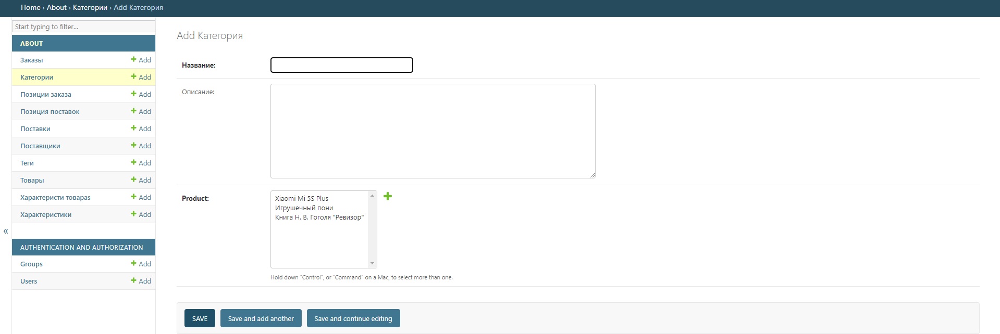 Home › About › Категории › Add Категория
Start typing to filter...
ABOUT
Заказы + Add
Категории + Add
Позиции заказа + Add
Позиция поставок + Add
Поставки + Add
Поставщики + Add
Теги + Add
Товары + Add
Характеристи товараs + Add
Характеристики + Add
«
AUTHENTICATION AND AUTHORIZATION
Groups + Add
Users + Add
Add Категория
Название:
Описание:
Product:
Xiaomi Mi 5S Plus
Игрушечный пони
Книга Н. В. Гоголя "Ревизор"
Hold down “Control”, or “Command” on a Mac, to select more than one.
SAVE
Save and add another
Save and continue editing